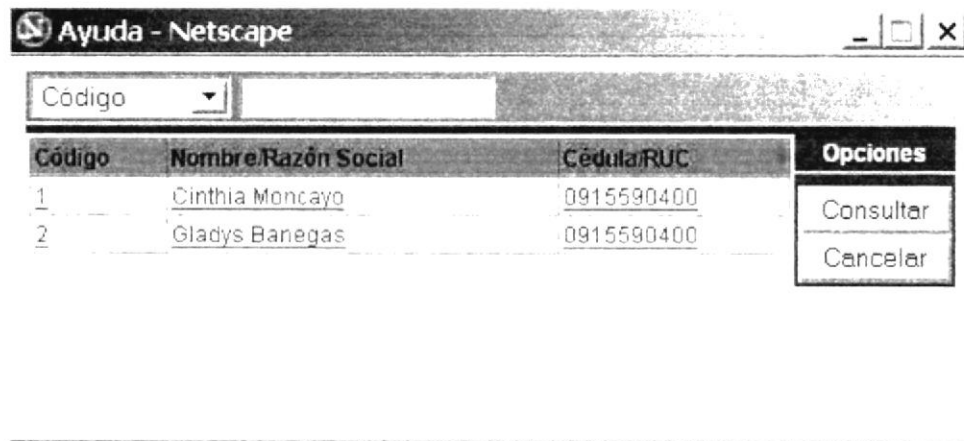 Ayuda - Netscape
Código
Código Nombre/Razón Social Cédula/RUC Opciones
1 Cinthia Moncayo 0915590400 Consultar
2 Gladys Banegas 0915590400 Cancelar